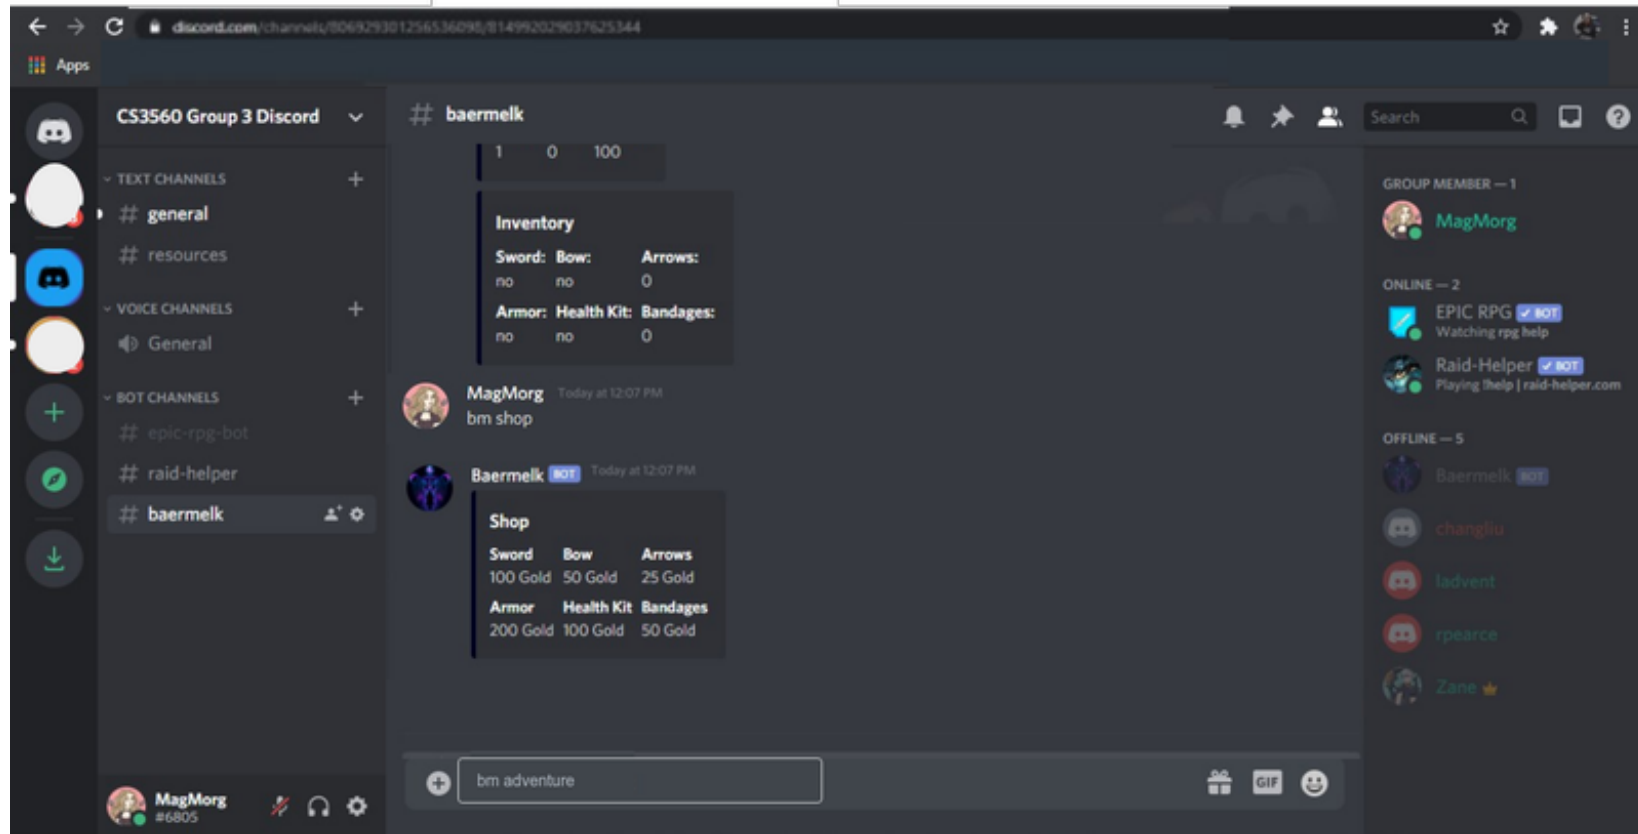 discord.com/channels/806929301256536098/814992029037625344
Apps
CS3560 Group 3 Discord
TEXT CHANNELS
general
resources
VOICE CHANNELS
General
BOT CHANNELS
epic-rpg-bot
raid-helper
baermelk
MagMorg
#6805
baermelk
Search
1 0 100
Inventory
Sword: Bow: Arrows:
no no 0
Armor: Health Kit: Bandages:
no no 0
MagMorg Today at 12:07 PM
bm shop
Baermelk BOT Today at 12:07 PM
Shop
Sword Bow Arrows
100 Gold 50 Gold 25 Gold
Armor Health Kit Bandages
200 Gold 100 Gold 50 Gold
bm adventure
GIF
GROUP MEMBER — 1
MagMorg
ONLINE — 2
EPIC RPG ✓ BOT
Watching rpg help
Raid-Helper ✓ BOT
Playing !help | raid-helper.com
OFFLINE — 5
Baermelk BOT
changliu
ladvent
rpearce
Zane